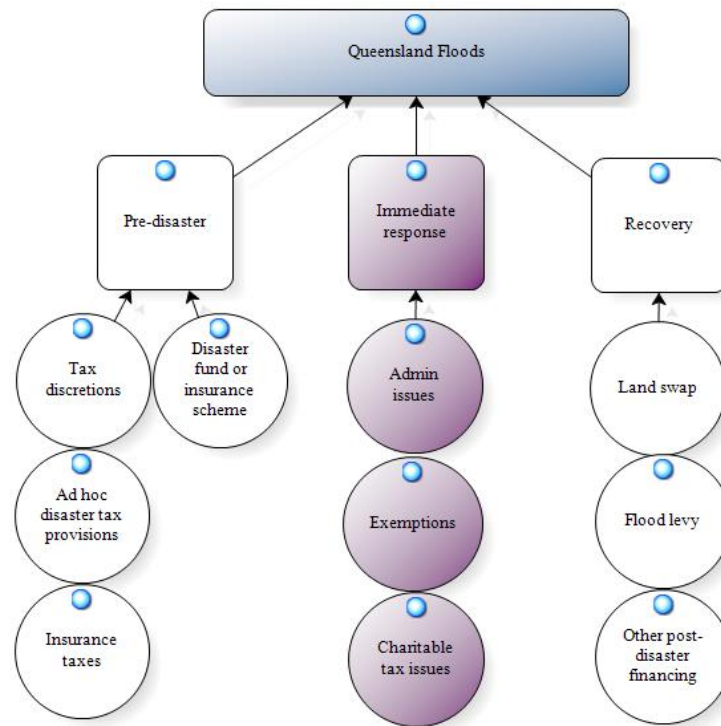 Queensland Floods
Pre-disaster
Immediate
response
Recovery
Tax
discretions
Disaster
fund or
insurance
scheme
Admin
issues
Land swap
Ad hoc
disaster tax
provisions
Exemptions
Flood levy
Insurance
taxes
Charitable
tax issues
Other post-
disaster
financing